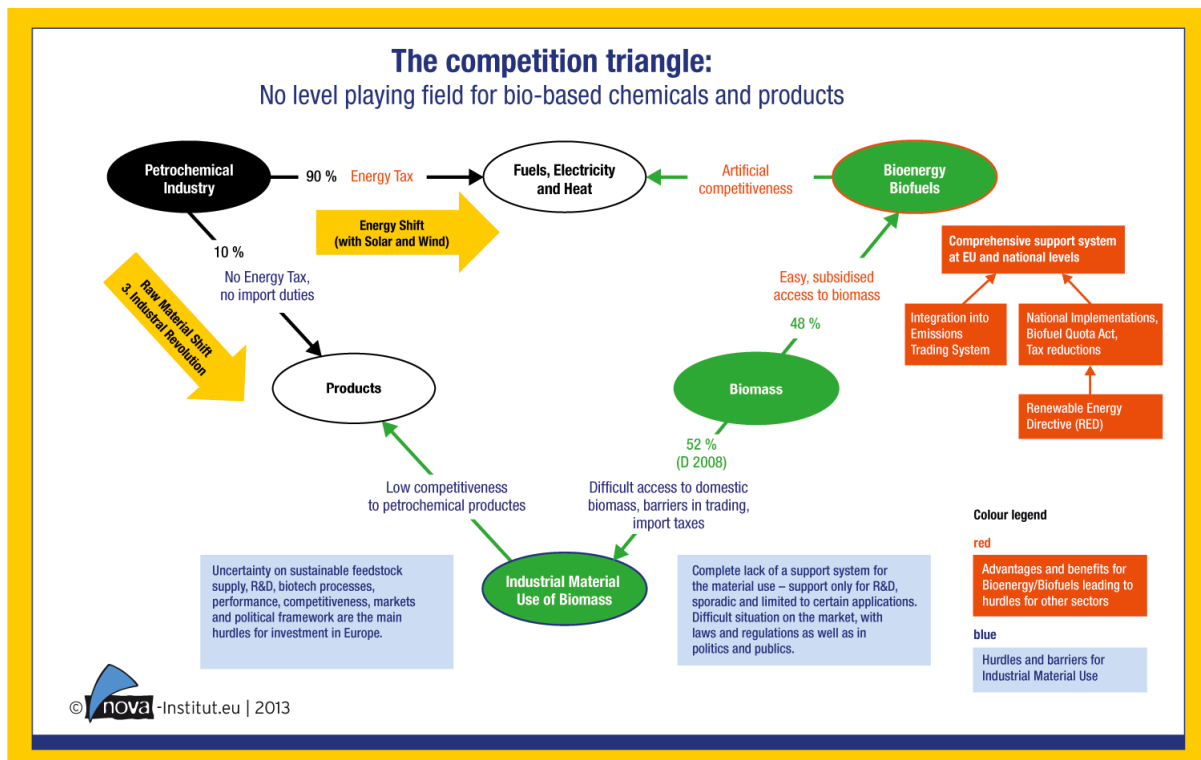 The competition triangle:
No level playing field for bio-based chemicals and products
Petrochemical
Industry
90 %
Energy Tax
Fuels, Electricity
and Heat
Artificial
competitiveness
Bioenergy
Biofuels
Energy Shift
(with Solar and Wind)
10 %
No Energy Tax,
no import duties
Raw Material Shift
3. Industral Revolution
Easy, subsidised
access to biomass
48 %
Comprehensive support system
at EU and national levels
Integration into
Emissions
Trading System
National Implementations,
Biofuel Quota Act,
Tax reductions
Renewable Energy
Directive (RED)
Products
Biomass
52 %
(D 2008)
Low competitiveness
to petrochemical productes
Difficult access to domestic
biomass, barriers in trading,
import taxes
Industrial Material
Use of Biomass
Uncertainty on sustainable feedstock
supply, R&D, biotech processes,
performance, competitiveness, markets
and political framework are the main
hurdles for investment in Europe.
Complete lack of a support system for
the material use – support only for R&D,
sporadic and limited to certain applications.
Difficult situation on the market, with
laws and regulations as well as in
politics and publics.
Colour legend
red
Advantages and benefits for
Bioenergy/Biofuels leading to
hurdles for other sectors
blue
Hurdles and barriers for
Industrial Material Use
© nova-Institut.eu | 2013